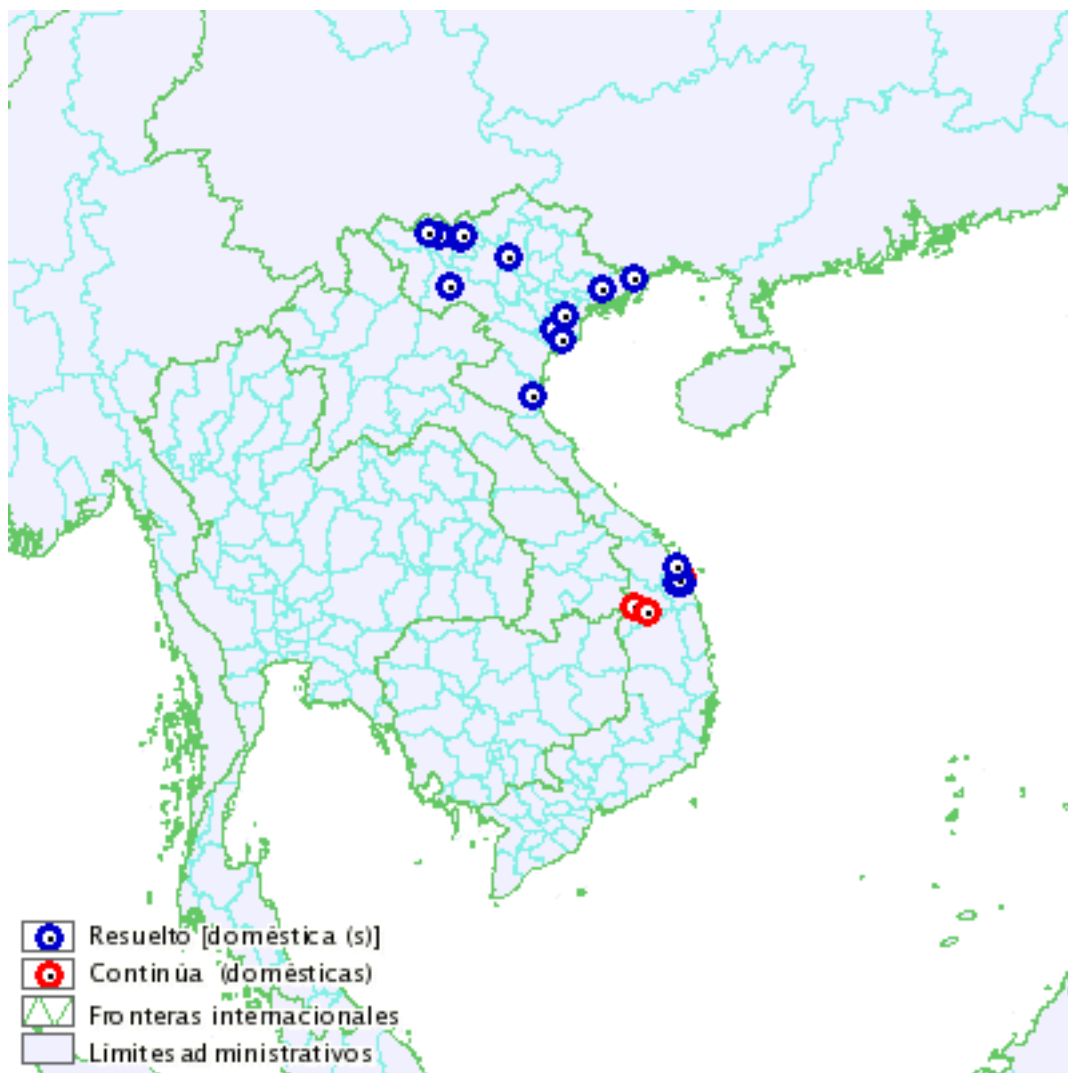 Resuelto [doméstica (s)]
Continúa (domésticas)
Fronteras internacionales
Límites administrativos